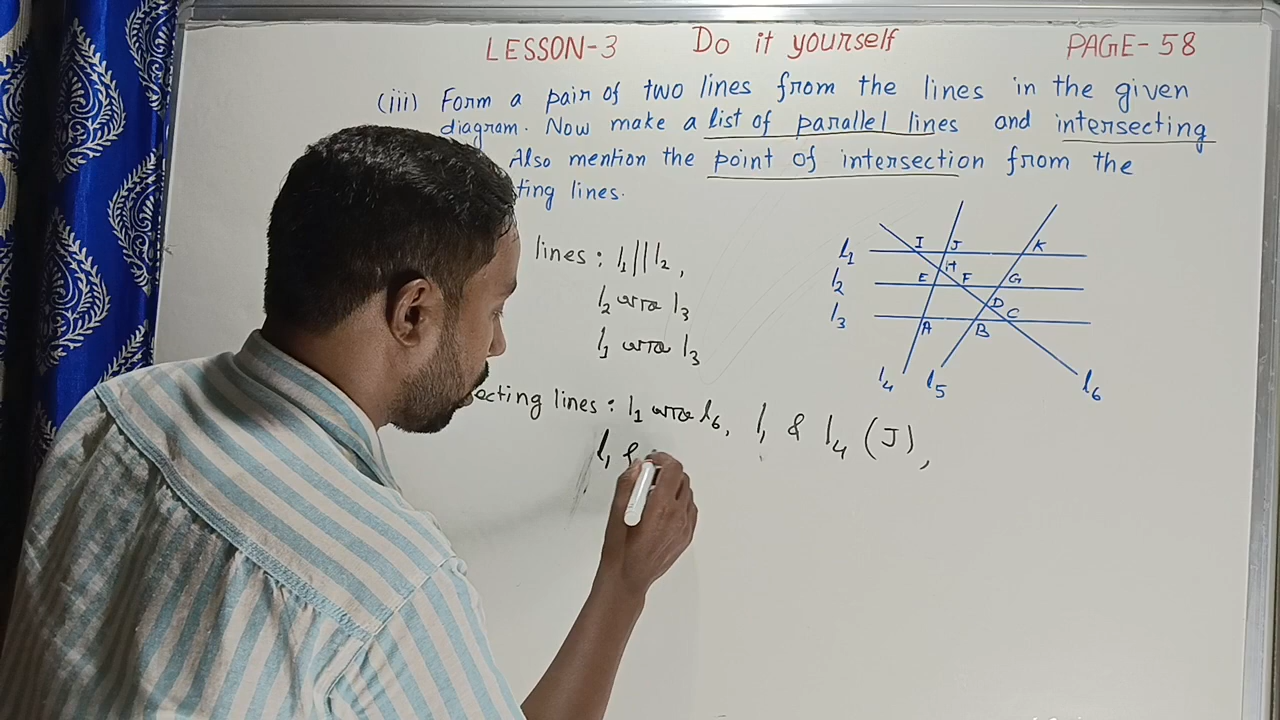 LESSON-3 Do it yourself PAGE-58
(iii) Form a pair of two lines from the lines in the given
diagram. Now make a list of parallel lines and intersecting
Also mention the point of intersection from the
ting lines.
lines : l₁ || l₂,
l₂ আৰু l₃
l₁ আৰু l₃
ecting lines : l₁ আৰু l₆, l₁ & l₄ (J),
l₁ &
l₁ I J K
H
l₂ E F G
D
l₃ A B C
l₄ l₅ l₆